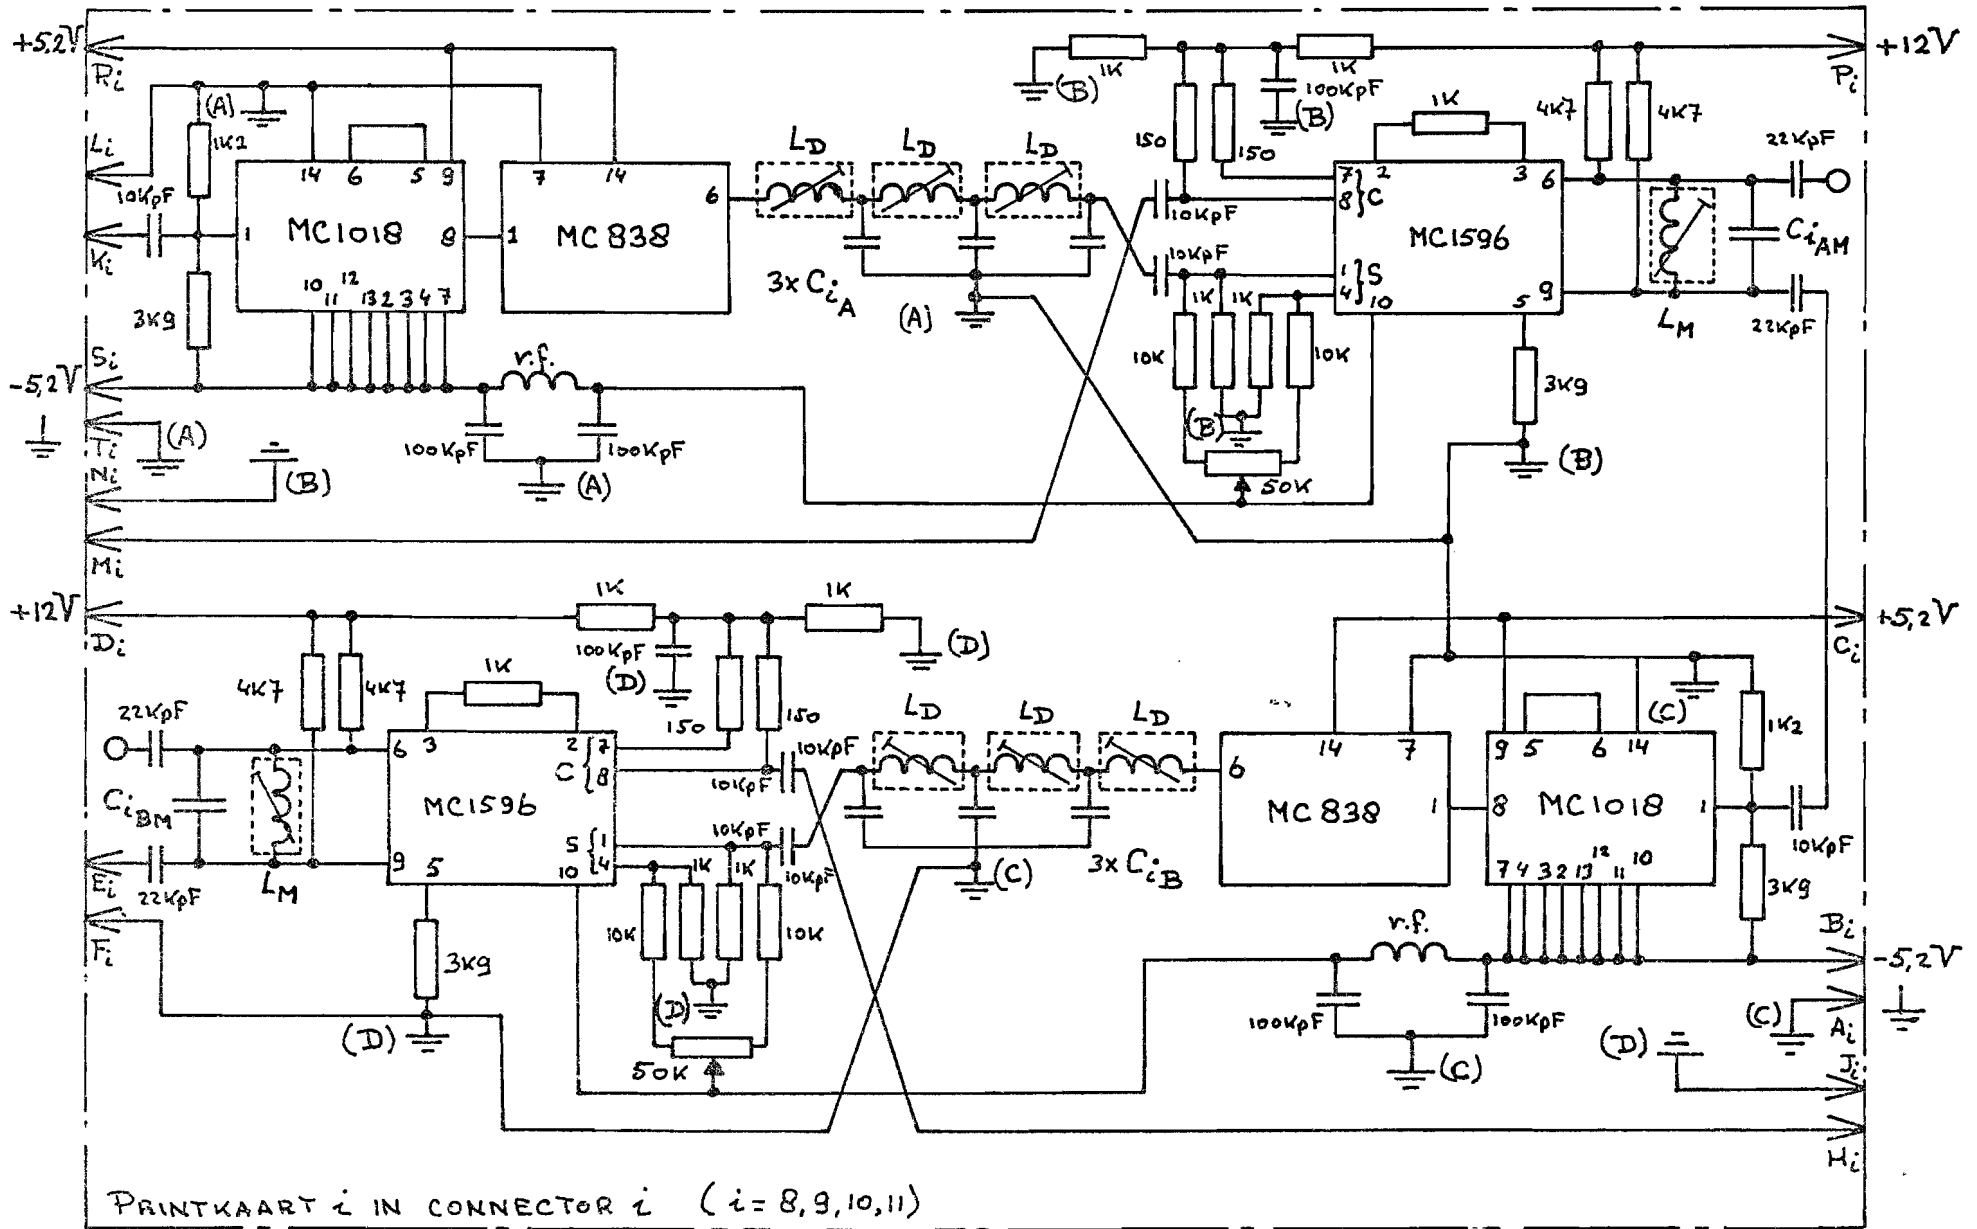 +5,2V
Ri
Li
(A)
1K2
10KpF
Ki
3K9
14 6 5 9
1 MC1018 8
10 11 12 13 2 3 4 7
7 14
1 MC838 6
LD LD LD
3x CiA
(A)
Si
-5,2V
r.f.
100KpF 100KpF
(A)
Ti
(A)
Ni
(B)
Mi
1K
(B)
1K
100KpF
(B)
+12V
Pi
150
150
1K
4K7 4K7
22KpF
10KpF
10KpF
7 2 3 6
8 } C
MC1596
1 } S
4
10 5 9
CiAM
LM
22KpF
1K 1K
10K 10K
(B)
50K
3K9
(B)
+12V
Di
1K
1K
100KpF
(D)
(D)
4K7 4K7
1K
150 150
22KpF
6 3 2 7
C { 8
MC1596
S { 1
4
9 5 10
CiBM
Ei
22KpF
LM
Fi
3K9
(D)
10KpF
10KpF
10KpF
10KpF
1K 1K
10K 10K
(D)
50K
LD LD LD
(C)
3x CiB
14 7
6 MC838 1
9 5 6 14
8 MC1018 1
7 4 3 2 13 12 11 10
(C)
+5,2V
Ci
1K2
10KpF
3K9
r.f.
Bi
-5,2V
100KpF 100KpF
(C)
(C)
Ai
(D)
Ji
Hi
PRINTKAART i IN CONNECTOR i (i = 8,9,10,11)